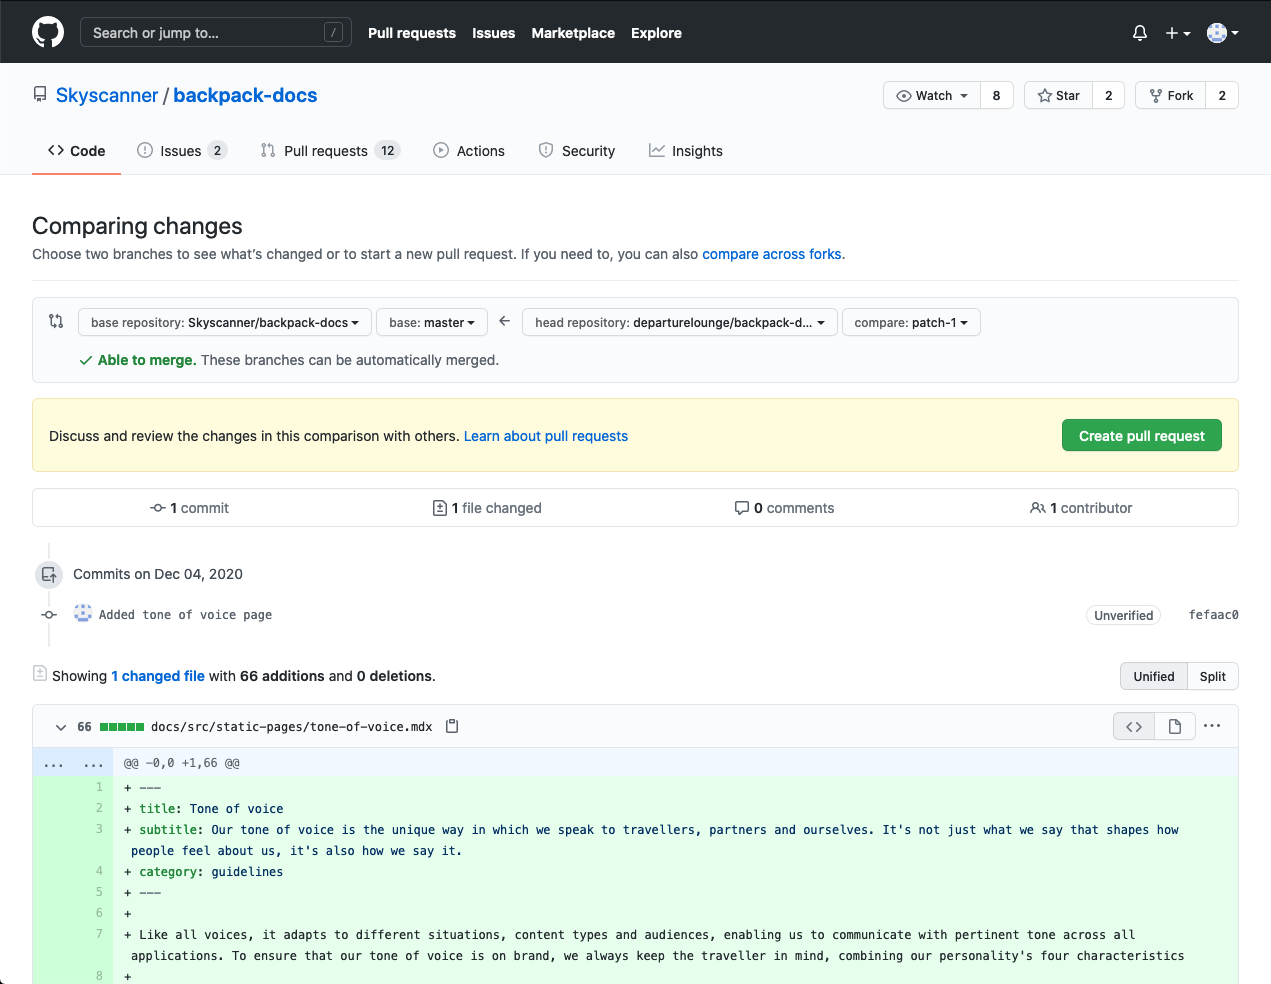 Search or jump to... /
Pull requests Issues Marketplace Explore
Skyscanner / backpack-docs
Watch 8 Star 2 Fork 2
Code Issues 2 Pull requests 12 Actions Security Insights
Comparing changes
Choose two branches to see what's changed or to start a new pull request. If you need to, you can also compare across forks.
base repository: Skyscanner/backpack-docs base: master ← head repository: departurelounge/backpack-d... compare: patch-1
✓ Able to merge. These branches can be automatically merged.
Discuss and review the changes in this comparison with others. Learn about pull requests
Create pull request
1 commit 1 file changed 0 comments 1 contributor
Commits on Dec 04, 2020
Added tone of voice page Unverified fefaac0
Showing 1 changed file with 66 additions and 0 deletions.
Unified Split
66 docs/src/static-pages/tone-of-voice.mdx <> ...
... ... @@ -0,0 +1,66 @@
1 + ---
2 + title: Tone of voice
3 + subtitle: Our tone of voice is the unique way in which we speak to travellers, partners and ourselves. It's not just what we say that shapes how
people feel about us, it's also how we say it.
4 + category: guidelines
5 + ---
6 +
7 + Like all voices, it adapts to different situations, content types and audiences, enabling us to communicate with pertinent tone across all
applications. To ensure that our tone of voice is on brand, we always keep the traveller in mind, combining our personality's four characteristics
8 +